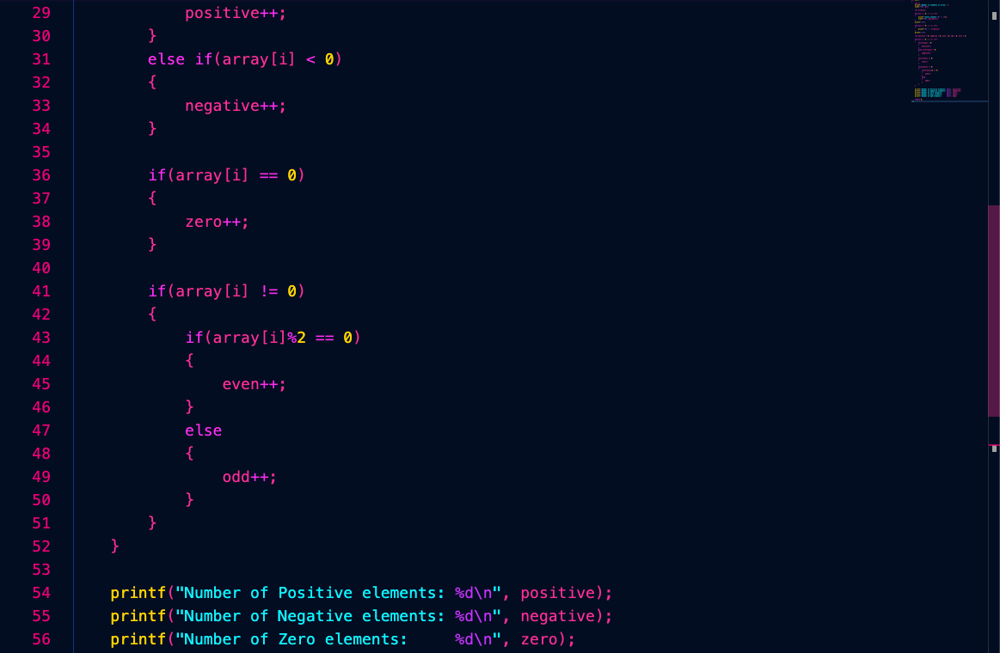 29            positive++;
30        }
31        else if(array[i] < 0)
32        {
33            negative++;
34        }
35
36        if(array[i] == 0)
37        {
38            zero++;
39        }
40
41        if(array[i] != 0)
42        {
43            if(array[i]%2 == 0)
44            {
45                even++;
46            }
47            else
48            {
49                odd++;
50            }
51        }
52    }
53
54    printf("Number of Positive elements: %d\n", positive);
55    printf("Number of Negative elements: %d\n", negative);
56    printf("Number of Zero elements:     %d\n", zero);